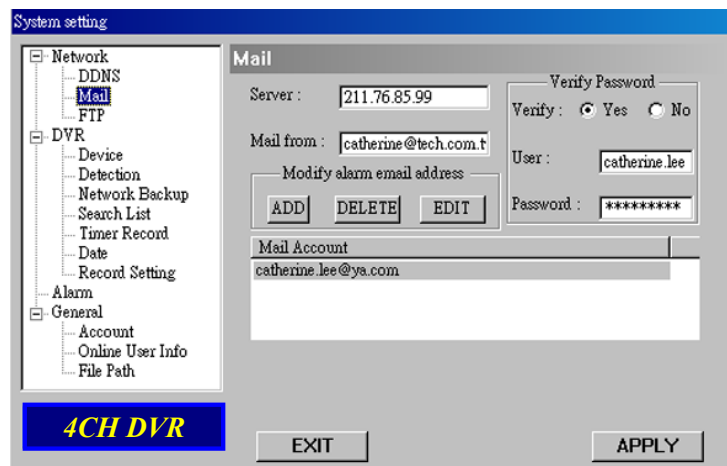 System setting
Network
DDNS
Mail
FTP
DVR
Device
Detection
Network Backup
Search List
Timer Record
Date
Record Setting
Alarm
General
Account
Online User Info
File Path
4CH DVR
Mail
Server : 211.76.85.99
Mail from : catherine@tech.com.t
Modify alarm email address
ADD DELETE EDIT
Verify Password
Verify : Yes No
User : catherine.lee
Password : *********
Mail Account
catherine.lee@ya.com
EXIT APPLY